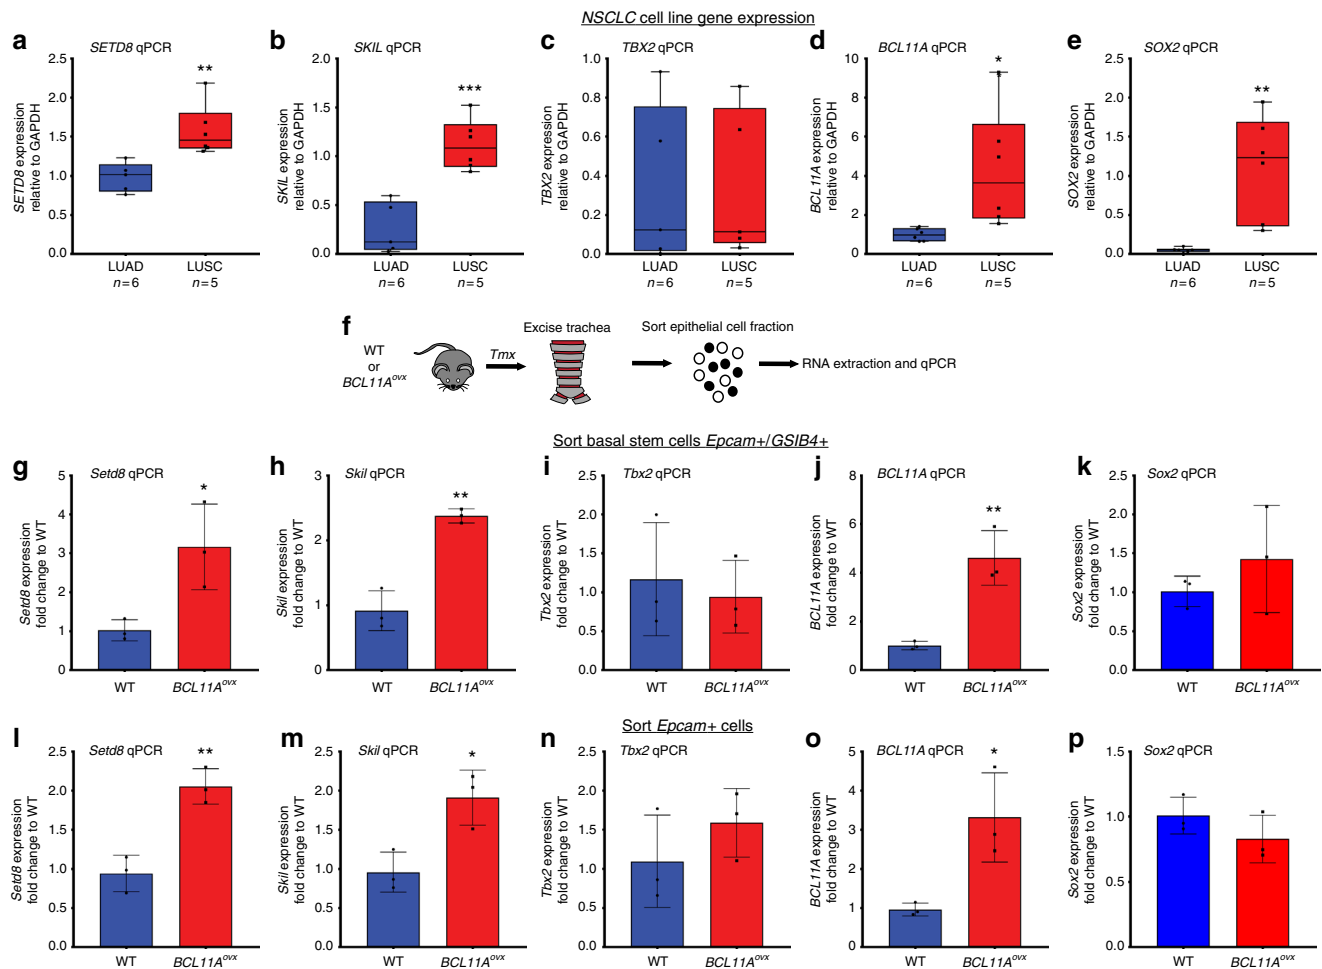 NSCLC cell line gene expression
a
SETD8 qPCR
SETD8 expression
relative to GAPDH
2.5
2.0
1.5
1.0
0.5
0.0
**
LUAD
n=6
LUSC
n=5
b
SKIL qPCR
SKIL expression
relative to GAPDH
2.0
1.5
1.0
0.5
0.0
***
LUAD
n=6
LUSC
n=5
c
TBX2 qPCR
TBX2 expression
relative to GAPDH
1.0
0.8
0.6
0.4
0.2
0.0
LUAD
n=6
LUSC
n=5
d
BCL11A qPCR
BCL11A expression
relative to GAPDH
10
8
6
4
2
0
*
LUAD
n=6
LUSC
n=5
e
SOX2 qPCR
SOX2 expression
relative to GAPDH
2.5
2.0
1.5
1.0
0.5
0.0
**
LUAD
n=6
LUSC
n=5
f
WT
or
BCL11A^ovx
Tmx
Excise trachea
Sort epithelial cell fraction
RNA extraction and qPCR
Sort basal stem cells Epcam+/GSIB4+
g
Setd8 qPCR
Setd8 expression
fold change to WT
5
4
3
2
1
0
*
WT
BCL11A^ovx
h
Skil qPCR
Skil expression
fold change to WT
3
2
1
0
**
WT
BCL11A^ovx
i
Tbx2 qPCR
Tbx2 expression
fold change to WT
2.5
2.0
1.5
1.0
0.5
0.0
WT
BCL11A^ovx
j
BCL11A qPCR
BCL11A expression
fold change to WT
8
6
4
2
0
**
WT
BCL11A^ovx
k
Sox2 qPCR
Sox2 expression
fold change to WT
2.5
2.0
1.5
1.0
0.5
0.0
WT
BCL11A^ovx
Sort Epcam+ cells
l
Setd8 qPCR
Setd8 expression
fold change to WT
2.5
2.0
1.5
1.0
0.5
0.0
**
WT
BCL11A^ovx
m
Skil qPCR
Skil expression
fold change to WT
2.5
2.0
1.5
1.0
0.5
0.0
*
WT
BCL11A^ovx
n
Tbx2 qPCR
Tbx2 expression
fold change to WT
2.5
2.0
1.5
1.0
0.5
0.0
WT
BCL11A^ovx
o
BCL11A qPCR
BCL11A expression
fold change to WT
5
4
3
2
1
0
*
WT
BCL11A^ovx
p
Sox2 qPCR
Sox2 expression
fold change to WT
1.5
1.0
0.5
0.0
WT
BCL11A^ovx